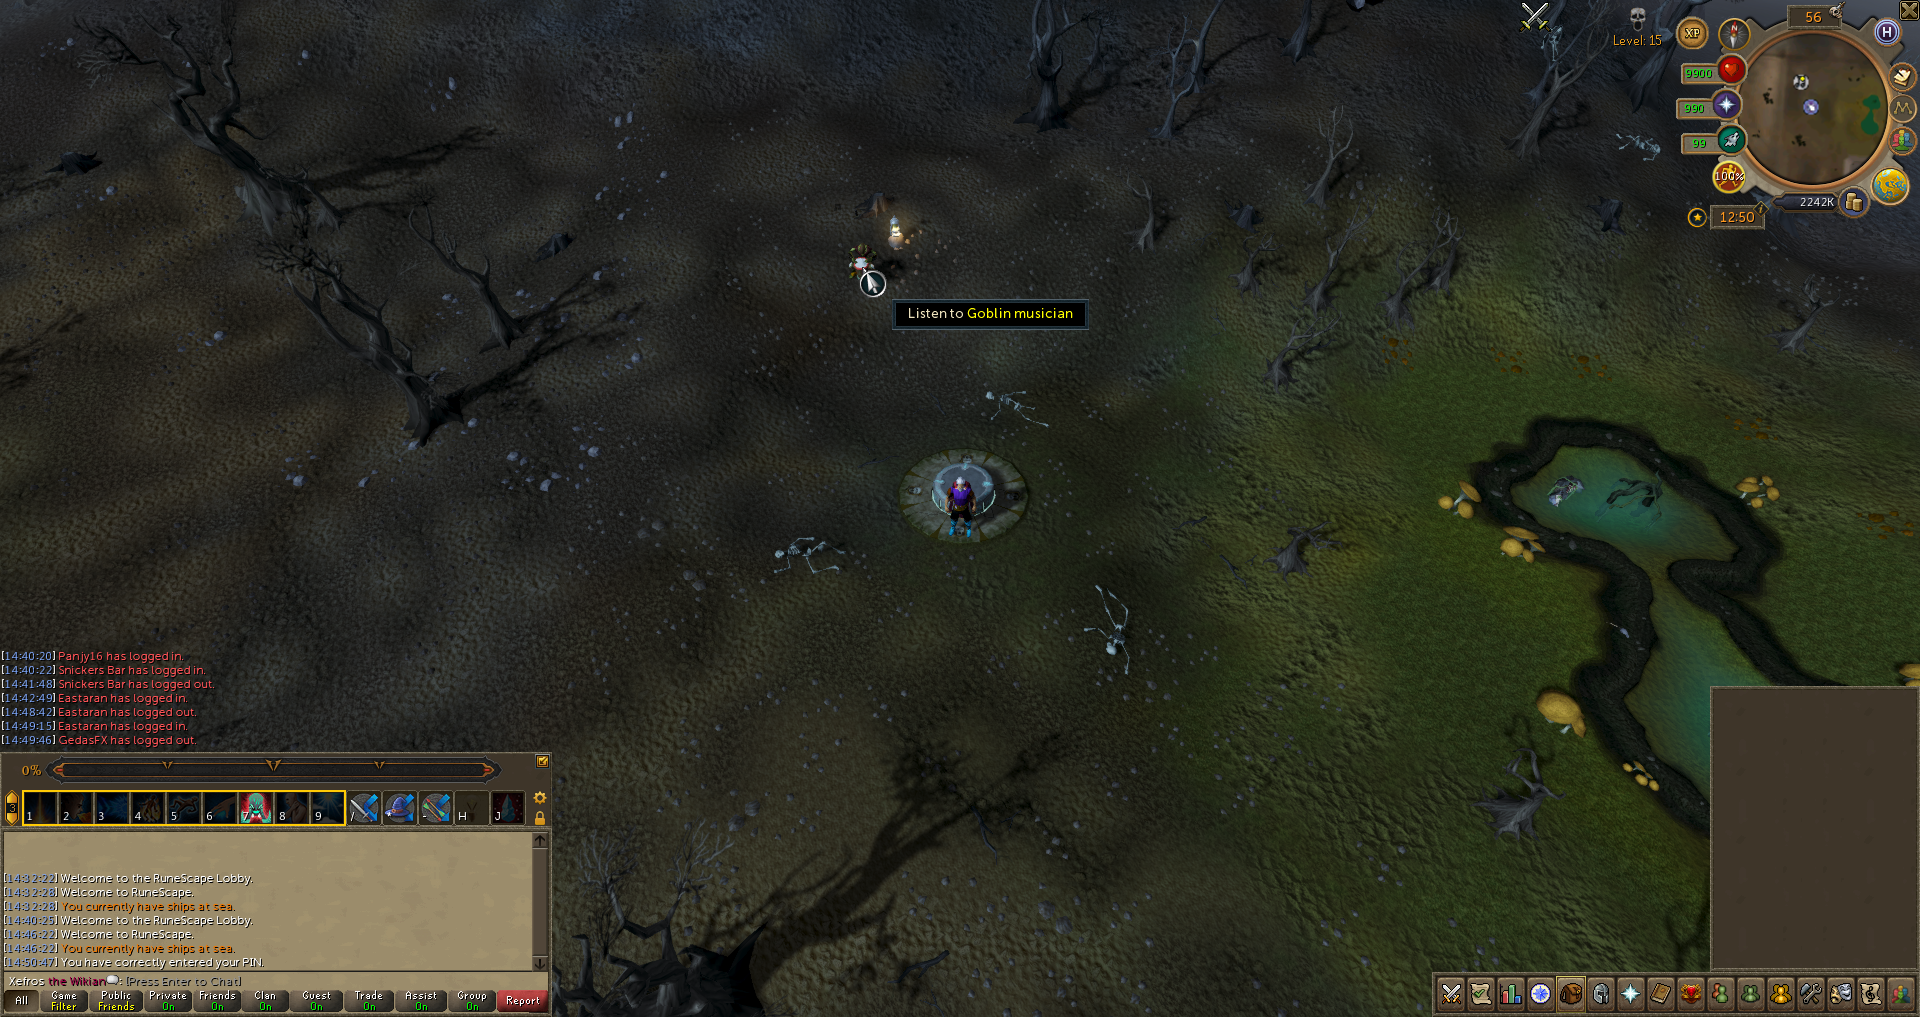 56
Level: 15
XP
N
H
9900
990
99
100%
2242K
12:50
Listen to Goblin musician
[14:40:20] Panjy16 has logged in.
[14:40:22] Snickers Bar has logged in.
[14:41:48] Snickers Bar has logged out.
[14:42:49] Eastaran has logged in.
[14:48:42] Eastaran has logged out.
[14:49:15] Eastaran has logged in.
[14:49:46] GedasFX has logged out.
0%
3 1 2 3 4 5 6 7 8 9 / - H J
[14:32:22] Welcome to the RuneScape Lobby.
[14:32:28] Welcome to RuneScape.
[14:32:28] You currently have ships at sea.
[14:40:25] Welcome to the RuneScape Lobby.
[14:46:22] Welcome to RuneScape.
[14:46:22] You currently have ships at sea.
[14:50:47] You have correctly entered your PIN.
Xefros the Wikian: [Press Enter to Chat]
All Game Public Private Friends Clan Guest Trade Assist Group Report
Filter Friends On On On On On On On